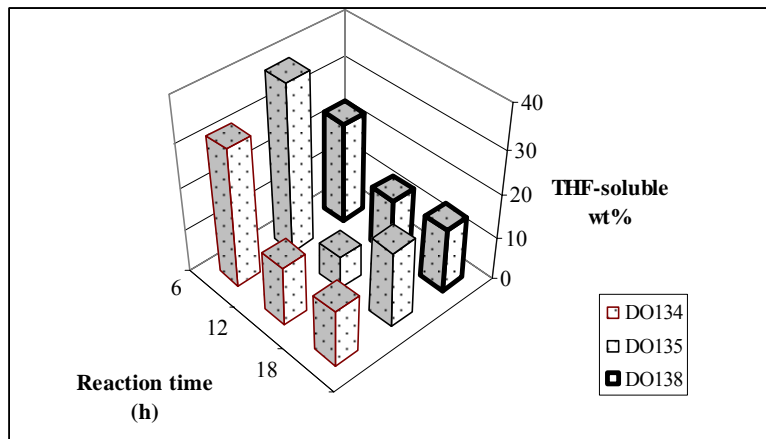 40
30
20
10
0
THF-soluble
wt%
6
12
18
Reaction time
(h)
DO134
DO135
DO138